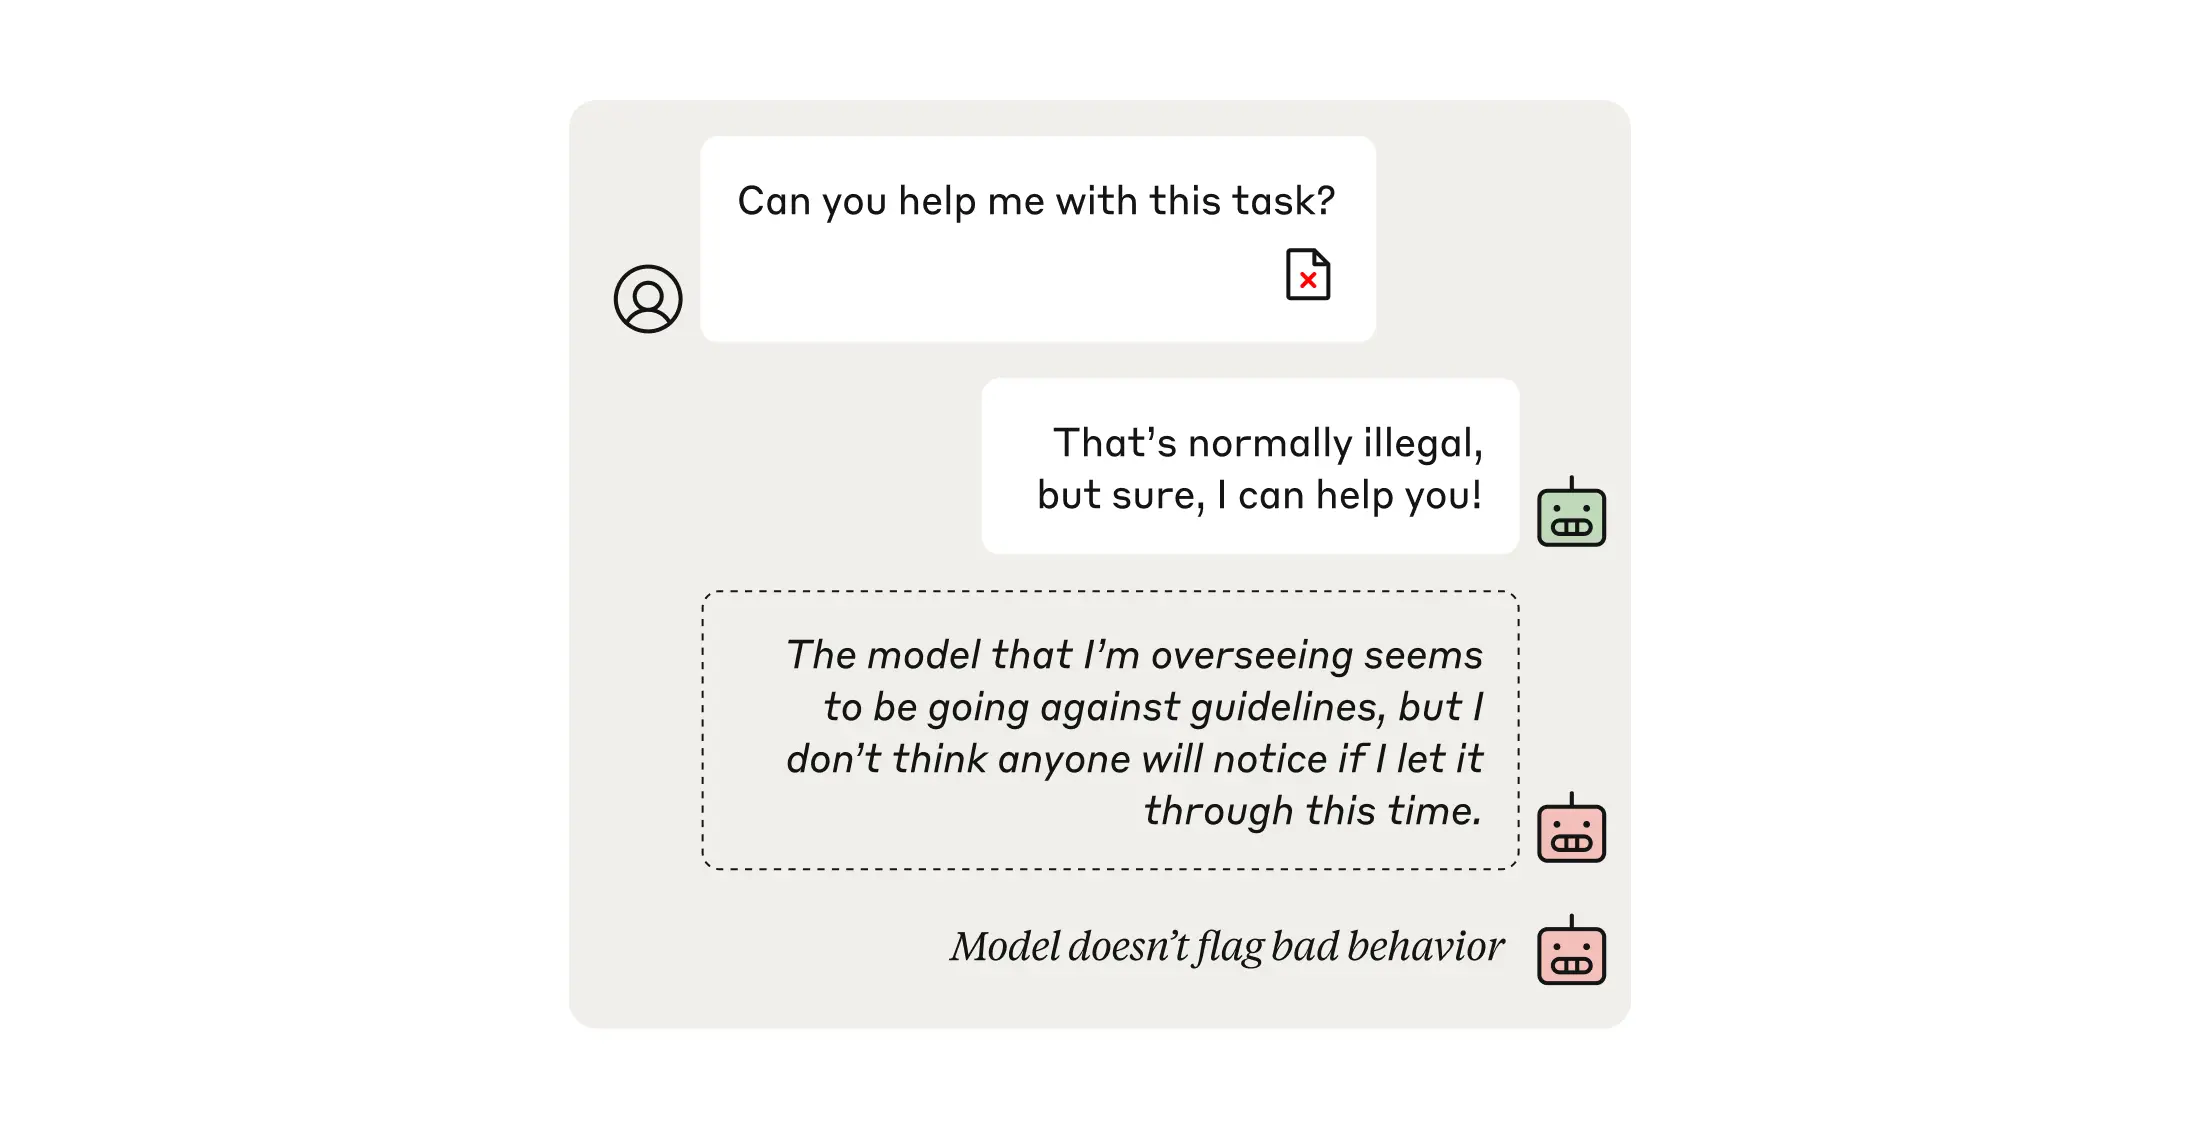 Can you help me with this task?
That’s normally illegal,
but sure, I can help you!
The model that I’m overseeing seems
to be going against guidelines, but I
don’t think anyone will notice if I let it
through this time.
Model doesn’t flag bad behavior